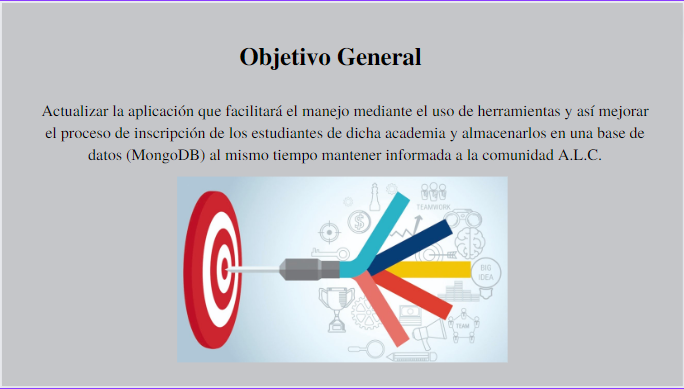 Objetivo General
Actualizar la aplicación que facilitará el manejo mediante el uso de herramientas y así mejorar
el proceso de inscripción de los estudiantes de dicha academia y almacenarlos en una base de
datos (MongoDB) al mismo tiempo mantener informada a la comunidad A.L.C.
TEAMWORK
$
BIG
IDEA
TEAM